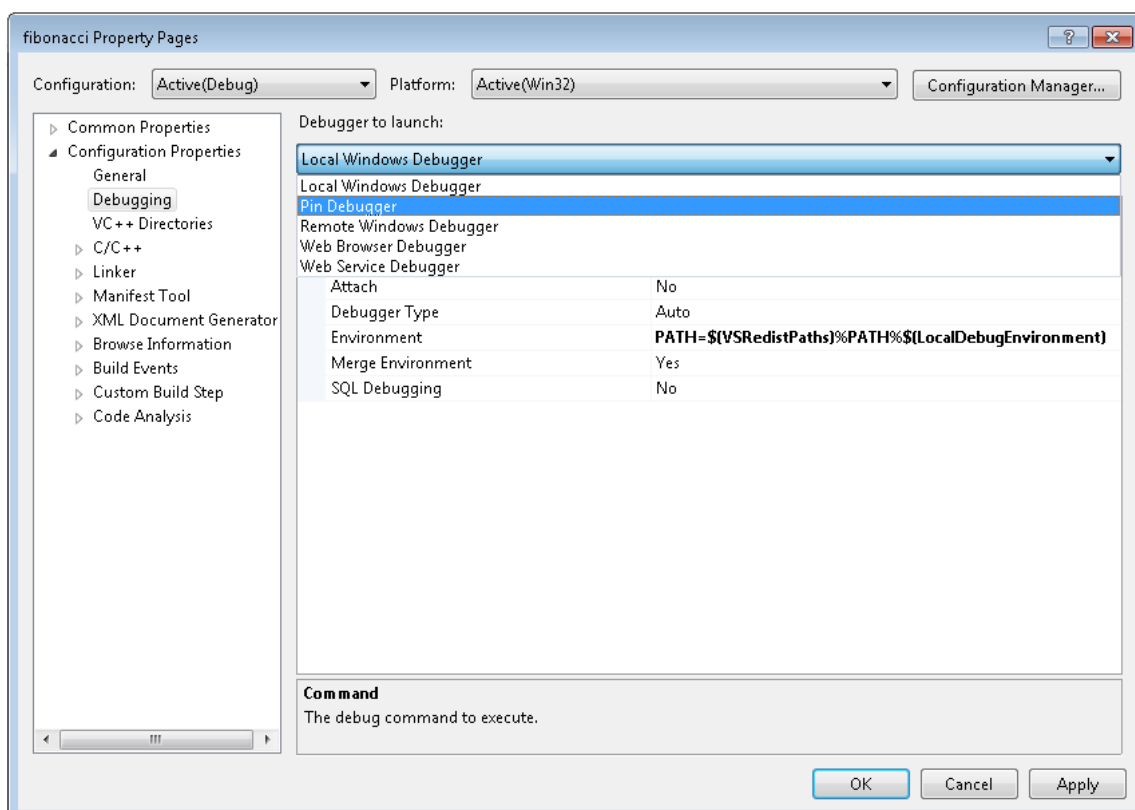 fibonacci Property Pages
Configuration: Active(Debug) Platform: Active(Win32) Configuration Manager...
Common Properties
Configuration Properties
General
Debugging
VC++ Directories
C/C++
Linker
Manifest Tool
XML Document Generator
Browse Information
Build Events
Custom Build Step
Code Analysis
Debugger to launch:
Local Windows Debugger
Local Windows Debugger
Pin Debugger
Remote Windows Debugger
Web Browser Debugger
Web Service Debugger
Attach No
Debugger Type Auto
Environment PATH=$(VSRedistPaths)%PATH%$(LocalDebugEnvironment)
Merge Environment Yes
SQL Debugging No
Command
The debug command to execute.
OK Cancel Apply